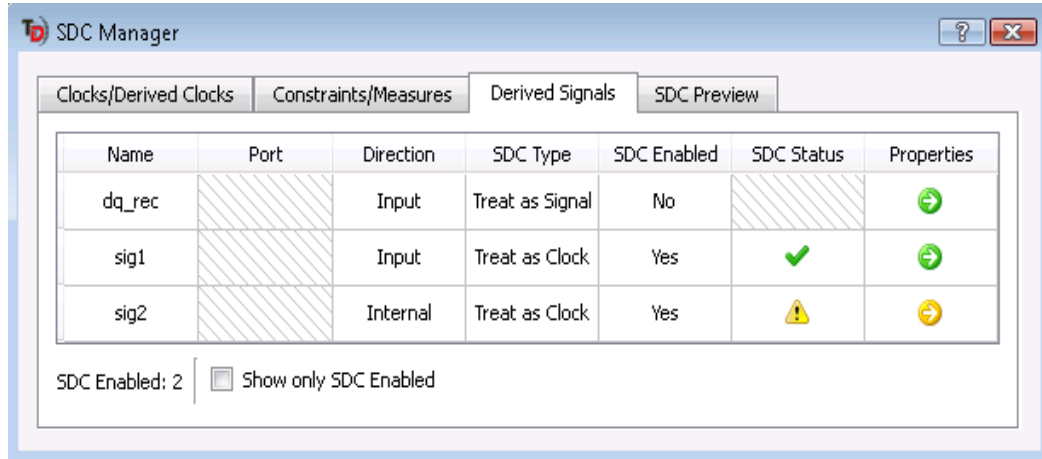 TD SDC Manager ?
Clocks/Derived Clocks Constraints/Measures Derived Signals SDC Preview
Name Port Direction SDC Type SDC Enabled SDC Status Properties
dq_rec Input Treat as Signal No
sig1 Input Treat as Clock Yes
sig2 Internal Treat as Clock Yes
SDC Enabled: 2 Show only SDC Enabled